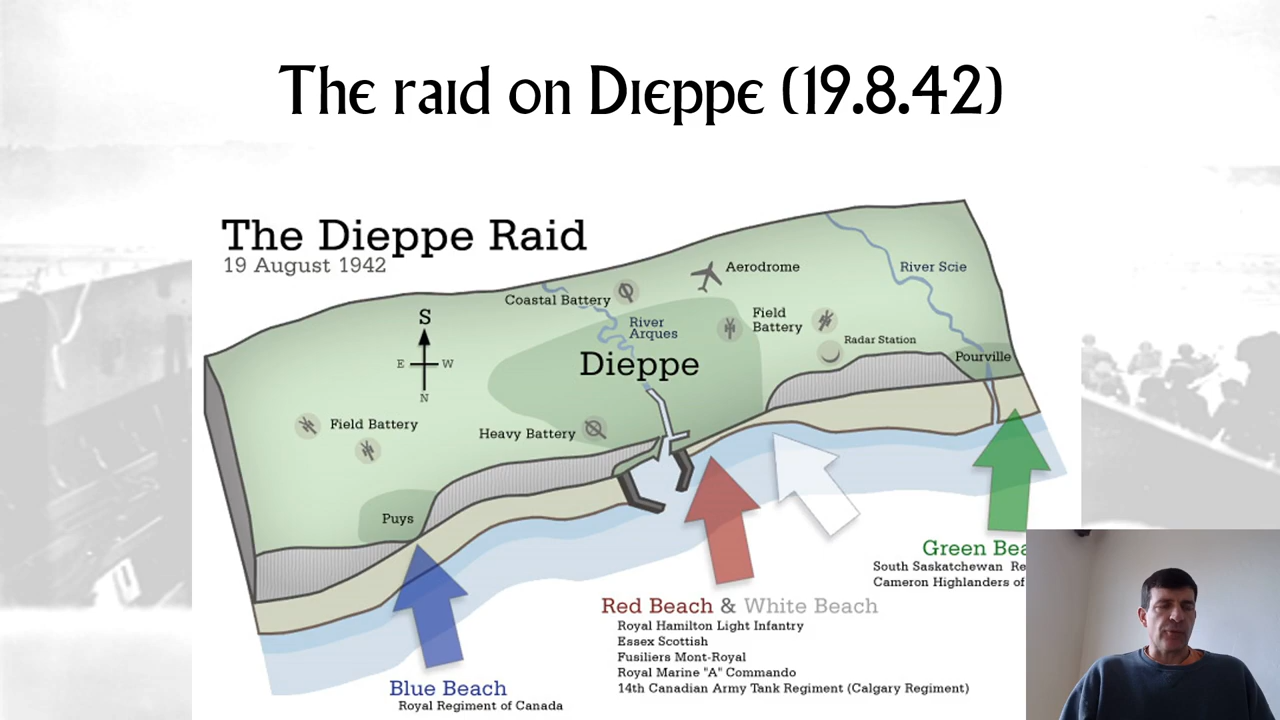 The raid on Dieppe (19.8.42)
The Dieppe Raid
19 August 1942
Aerodrome
River Scie
Coastal Battery
River
Arques
Field
Battery
S
Radar Station
Dieppe
Pourville
E
W
N
Field Battery
Heavy Battery
Puys
Green Bea
South Saskatchewan Re
Cameron Highlanders of
Red Beach & White Beach
Royal Hamilton Light Infantry
Essex Scottish
Fusiliers Mont-Royal
Royal Marine "A" Commando
14th Canadian Army Tank Regiment (Calgary Regiment)
Blue Beach
Royal Regiment of Canada